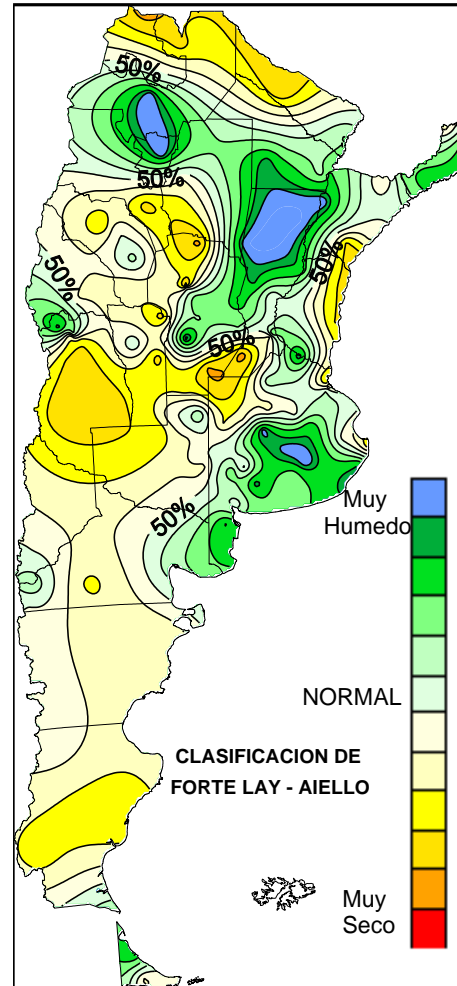 50%
50%
50%
50%
50%
50%
Muy
Humedo
NORMAL
CLASIFICACION DE
FORTE LAY - AIELLO
Muy
Seco